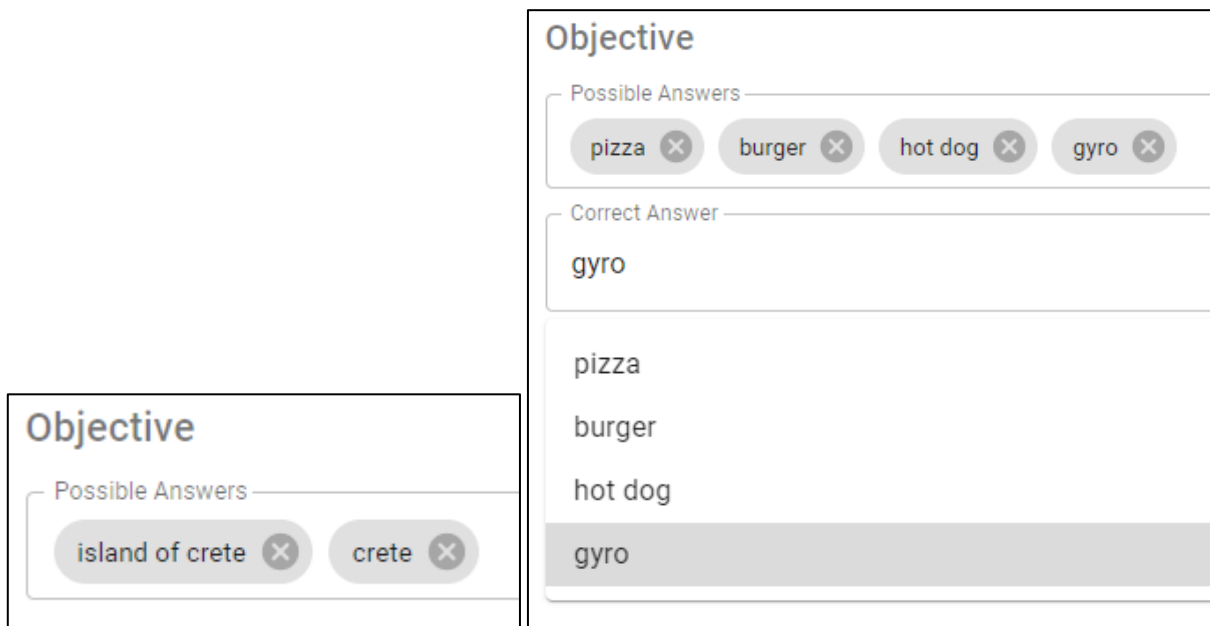 Objective
Possible Answers
island of crete crete
Objective
Possible Answers
pizza burger hot dog gyro
Correct Answer
gyro
pizza
burger
hot dog
gyro